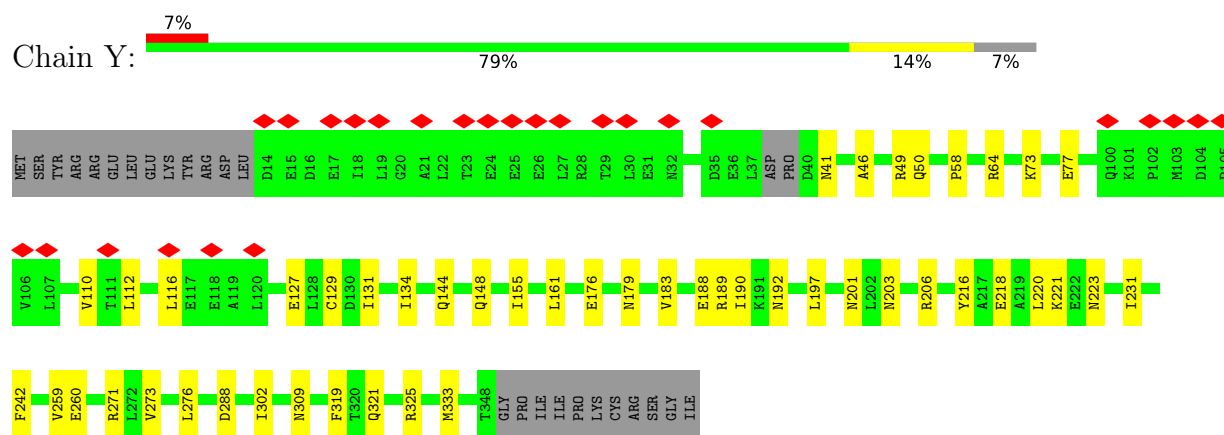 7%
Chain Y:
79% 14% 7%
MET SER TYR ARG ARG GLU LEU GLU LYS TYR ARG ASP LEU D14 E15 D16 E17 I18 L19 G20 A21 L22 T23 E24 E25 E26 L27 R28 T29 L30 E31 N32 D35 E36 L37 ASP PRO D40 N41 A46 R49 Q50 P58 R64 K73 E77 Q100 K101 P102 M103 D104
V106 L107 V110 T111 L112 L116 E117 E118 A119 L120 E127 L128 C129 D130 I131 I134 Q144 Q148 I155 L161 E176 N179 V183 E188 R189 I190 K191 N192 L197 N201 L202 N203 R206 Y216 A217 E218 A219 L220 K221 E222 N223 I231
F242 V259 E260 R271 L272 V273 L276 D288 I302 N309 F319 T320 Q321 R325 M333 T348 GLY PRO ILE ILE PRO LYS CYS ARG SER GLY ILE